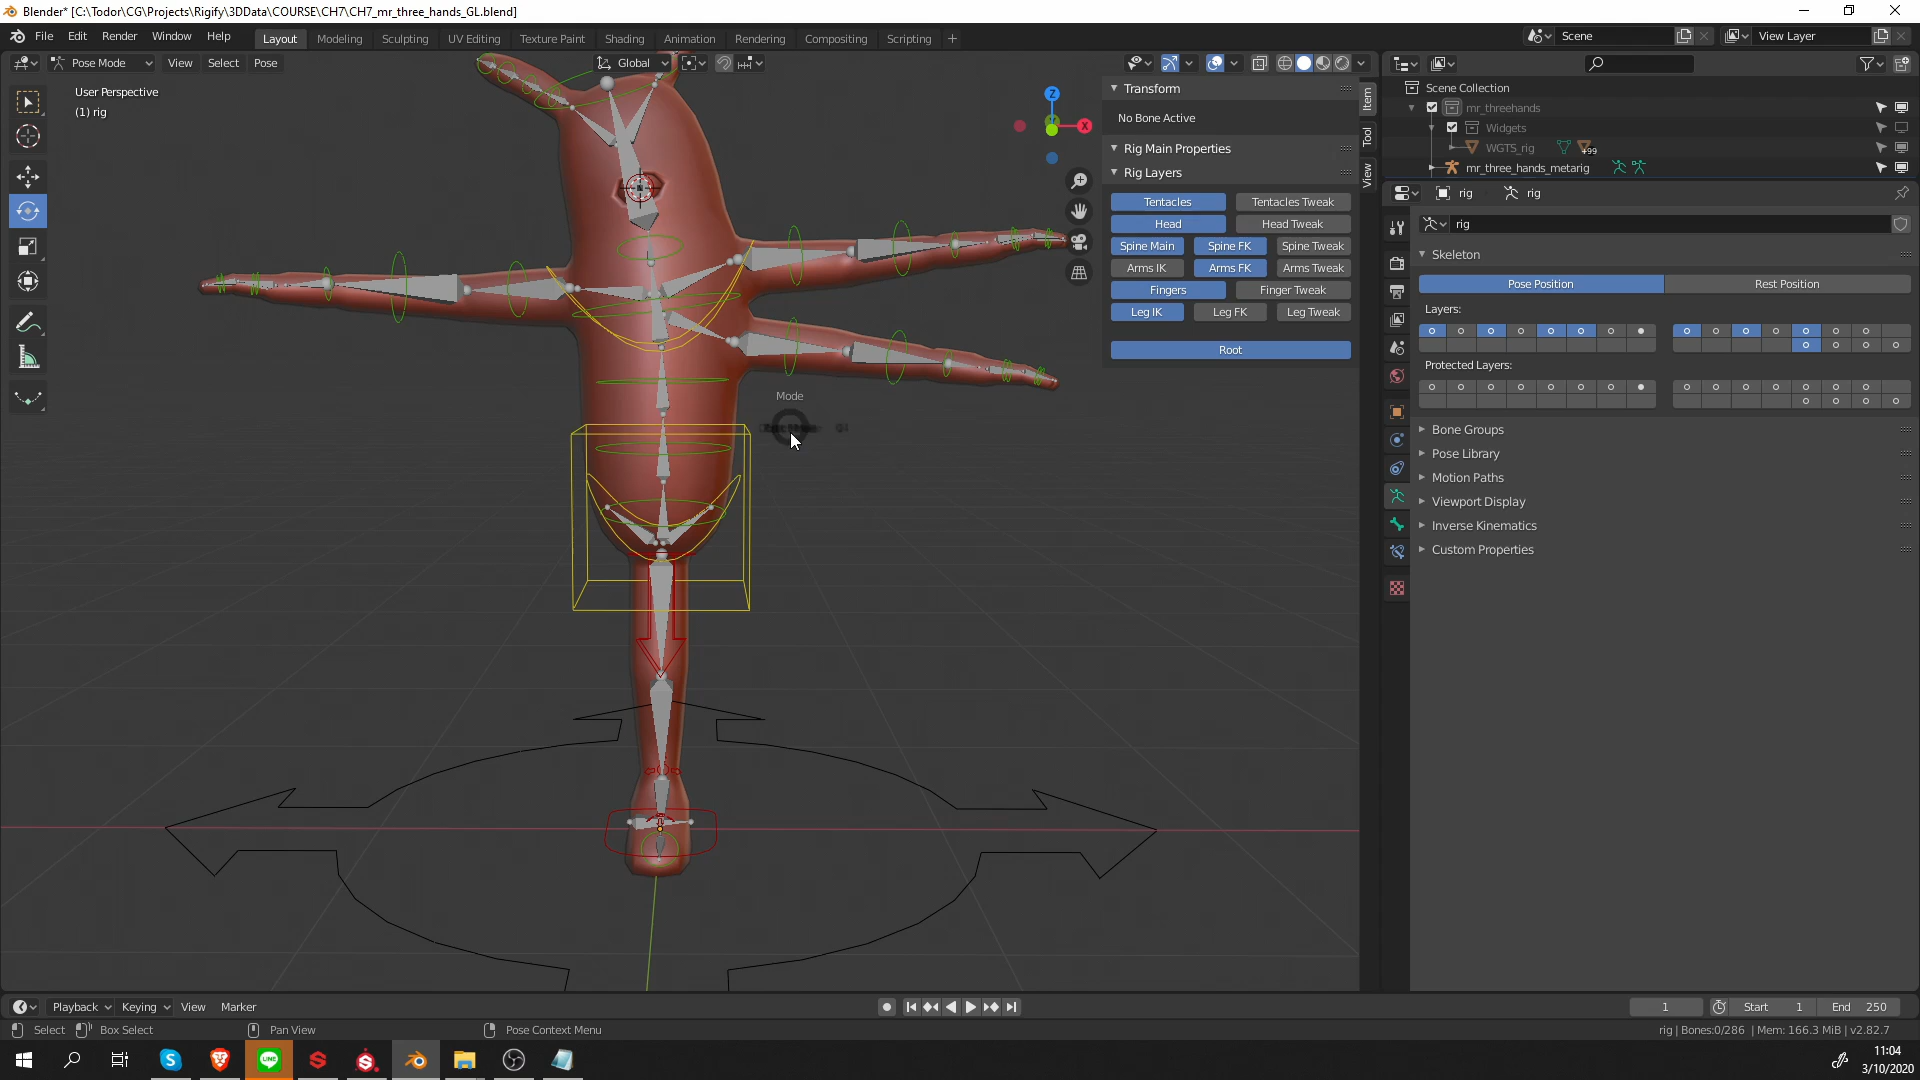 Blender* [C:\Todor\CG\Projects\Rigify\3DData\COURSE\CH7\CH7_mr_three_hands_GL.blend]
File Edit Render Window Help Layout Modeling Sculpting UV Editing Texture Paint Shading Animation Rendering Compositing Scripting + Scene View Layer
Pose Mode View Select Pose Global
User Perspective
(1) rig
Z
X
Transform
No Bone Active
Rig Main Properties
Rig Layers
Tentacles Tentacles Tweak
Head Head Tweak
Spine Main Spine FK Spine Tweak
Arms IK Arms FK Arms Tweak
Fingers Finger Tweak
Leg IK Leg FK Leg Tweak
Root
Item
Tool
View
Mode
Scene Collection
mr_threehands
Widgets
WGTS_rig +99
mr_three_hands_metarig
rig rig
rig
Skeleton
Pose Position Rest Position
Layers:
Protected Layers:
Bone Groups
Pose Library
Motion Paths
Viewport Display
Inverse Kinematics
Custom Properties
Playback Keying View Marker 1 Start 1 End 250
Select Box Select Pan View Pose Context Menu rig | Bones:0/286 | Mem: 166.3 MiB | v2.82.7
LINE
11:04
3/10/2020